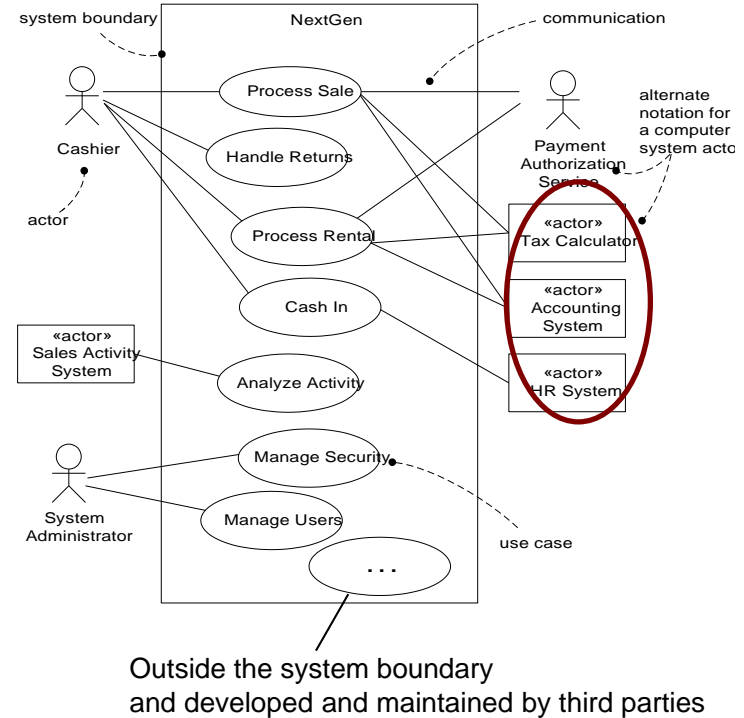 system boundary
NextGen
communication
Process Sale
alternate
notation for
a computer
system actor
Cashier
Handle Returns
Payment
Authorization
Service
actor
Process Rental
«actor»
Tax Calculator
Cash In
«actor»
Accounting
System
«actor»
Sales Activity
System
Analyze Activity
«actor»
HR System
Manage Security
System
Administrator
Manage Users
use case
. . .
Outside the system boundary
and developed and maintained by third parties